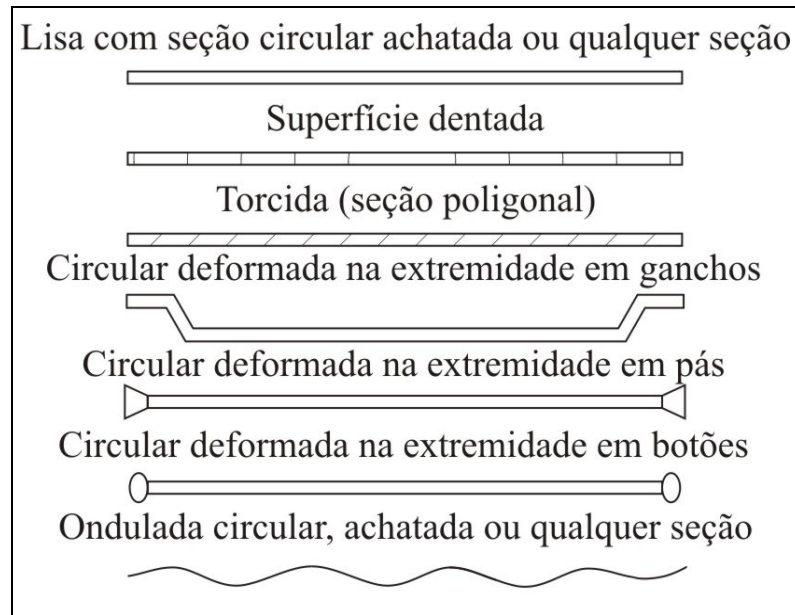 Lisa com seção circular achatada ou qualquer seção
Superfície dentada
Torcida (seção poligonal)
Circular deformada na extremidade em ganchos
Circular deformada na extremidade em pás
Circular deformada na extremidade em botões
Ondulada circular, achatada ou qualquer seção